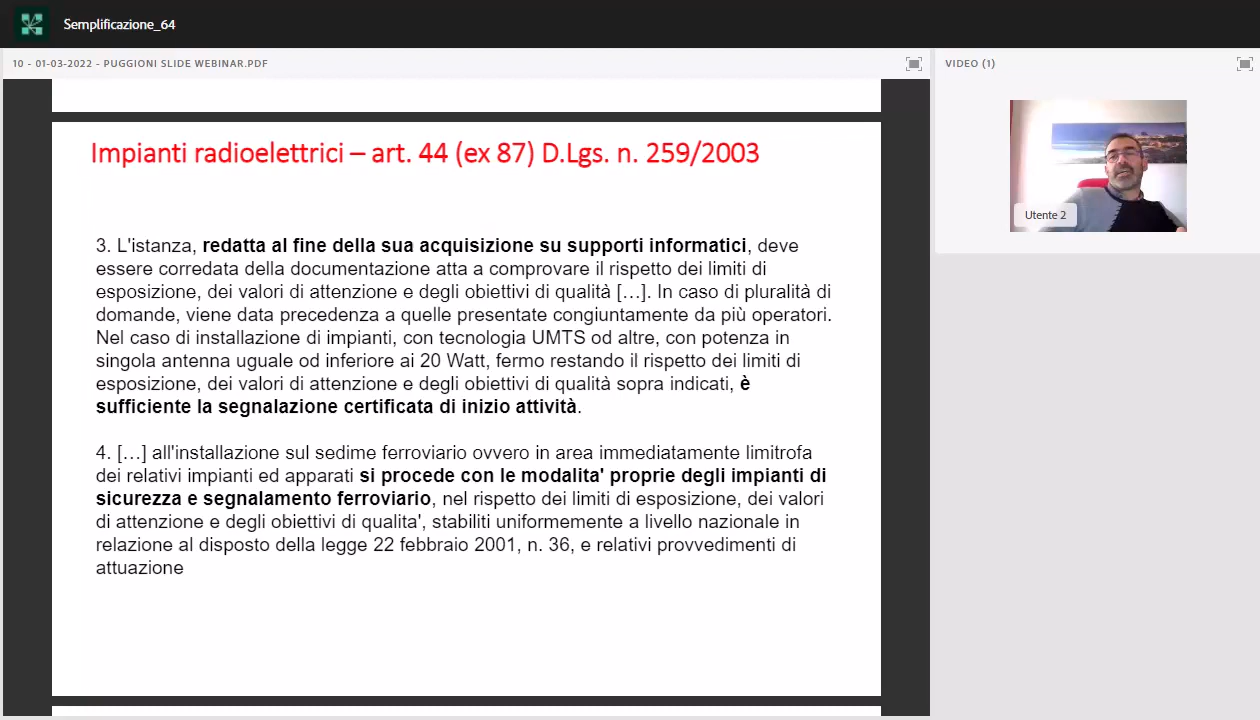 Semplificazione_64
10 - 01-03-2022 - PUGGIONI SLIDE WEBINAR.PDF
VIDEO (1)
Impianti radioelettrici – art. 44 (ex 87) D.Lgs. n. 259/2003
3. L'istanza, redatta al fine della sua acquisizione su supporti informatici, deve
essere corredata della documentazione atta a comprovare il rispetto dei limiti di
esposizione, dei valori di attenzione e degli obiettivi di qualità […]. In caso di pluralità di
domande, viene data precedenza a quelle presentate congiuntamente da più operatori.
Nel caso di installazione di impianti, con tecnologia UMTS od altre, con potenza in
singola antenna uguale od inferiore ai 20 Watt, fermo restando il rispetto dei limiti di
esposizione, dei valori di attenzione e degli obiettivi di qualità sopra indicati, è
sufficiente la segnalazione certificata di inizio attività.
4. […] all'installazione sul sedime ferroviario ovvero in area immediatamente limitrofa
dei relativi impianti ed apparati si procede con le modalita' proprie degli impianti di
sicurezza e segnalamento ferroviario, nel rispetto dei limiti di esposizione, dei valori
di attenzione e degli obiettivi di qualita', stabiliti uniformemente a livello nazionale in
relazione al disposto della legge 22 febbraio 2001, n. 36, e relativi provvedimenti di
attuazione
Utente 2